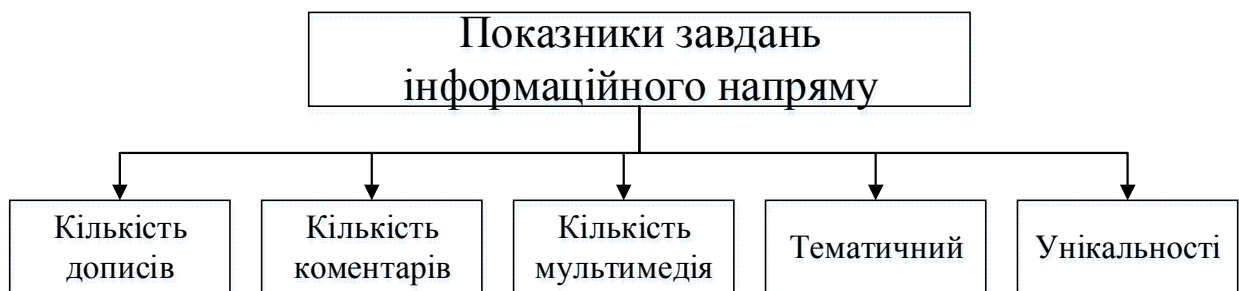 Показники завдань
інформаційного напряму
Кількість
дописів
Кількість
коментарів
Кількість
мультимедія
Тематичний
Унікальності